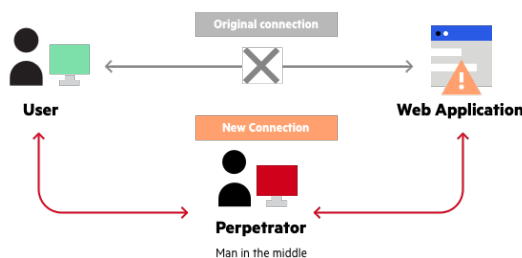 Original connection
User
Web Application
New Connection
Perpetrator
Man in the middle